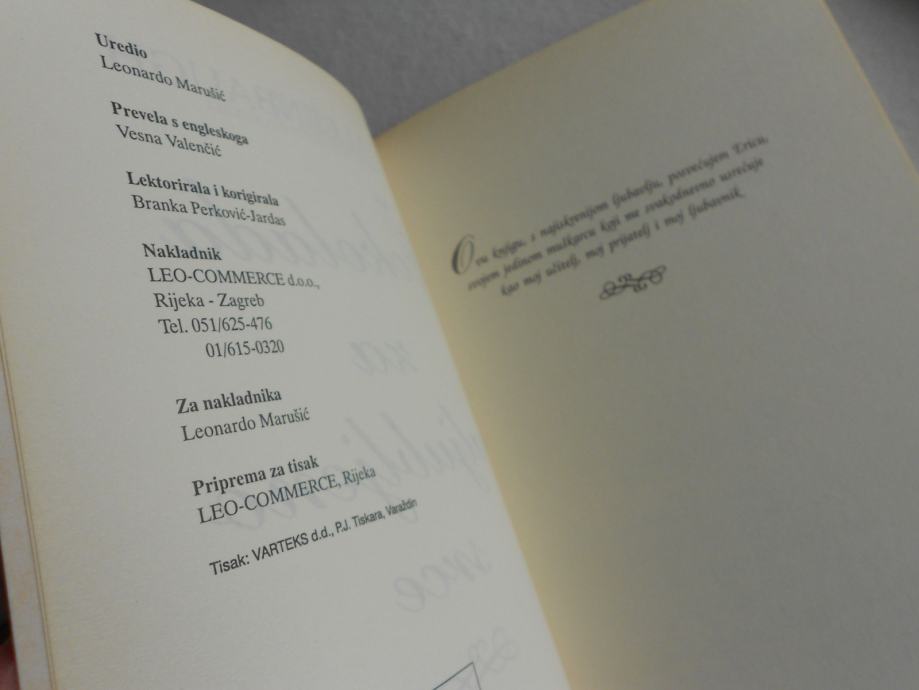 Uredio
Leonardo Marušić
Prevela s engleskoga
Vesna Valenčić
Lektorirala i korigirala
Branka Perković-Jardas
Nakladnik
LEO-COMMERCE d.o.o.,
Rijeka - Zagreb
Tel. 051/625-476
01/615-0320
Za nakladnika
Leonardo Marušić
Priprema za tisak
LEO-COMMERCE, Rijeka
Tisak: VARTEKS d.d., P.J. Tiskara, Varaždin
Ovu knjigu, s najiskrenijom ljubavlju, posvećujem Ericu,
svojem jedinom muškarcu koji me svakodnevno usrećuje
kao moj učitelj, moj prijatelj i moj ljubavnik.